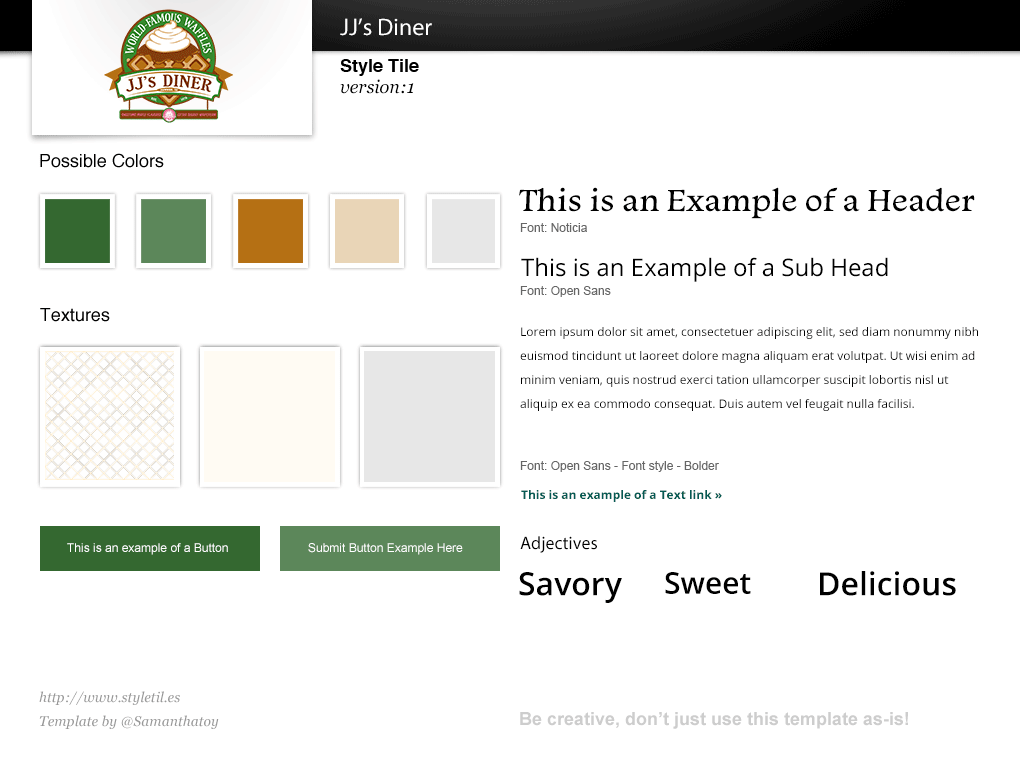 WORLD-FAMOUS WAFFLES
JJ'S DINER
JJ's Diner
Style Tile
version:1
Possible Colors
Textures
This is an example of a Button
Submit Button Example Here
This is an Example of a Header
Font: Noticia
This is an Example of a Sub Head
Font: Open Sans
Lorem ipsum dolor sit amet, consectetuer adipiscing elit, sed diam nonummy nibh
euismod tincidunt ut laoreet dolore magna aliquam erat volutpat. Ut wisi enim ad
minim veniam, quis nostrud exerci tation ullamcorper suscipit lobortis nisl ut
aliquip ex ea commodo consequat. Duis autem vel feugait nulla facilisi.
Font: Open Sans - Font style - Bolder
This is an example of a Text link »
Adjectives
Savory Sweet Delicious
http://www.styletil.es
Template by @Samanthatoy
Be creative, don't just use this template as-is!